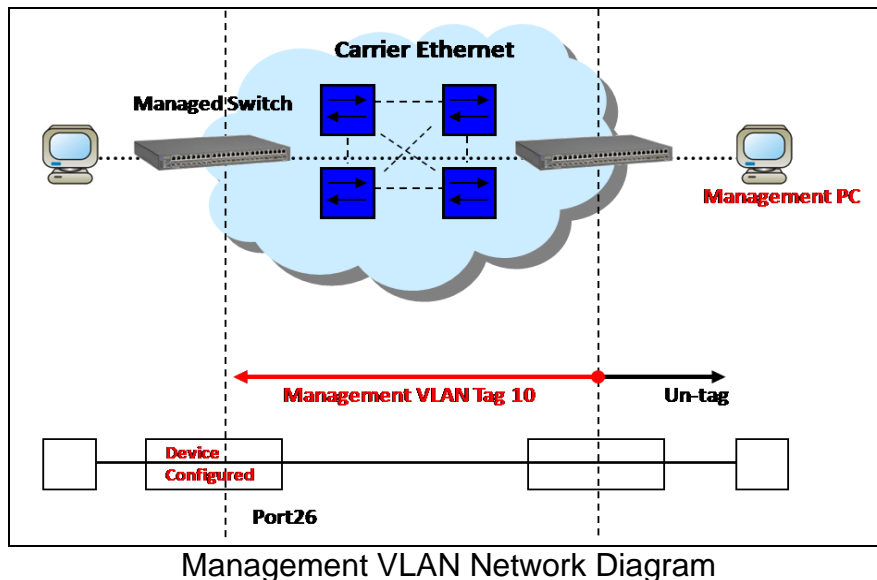 Carrier Ethernet
Managed Switch
Management PC
Management VLAN Tag 10
Un-tag
Device
Configured
Port26
Management VLAN Network Diagram